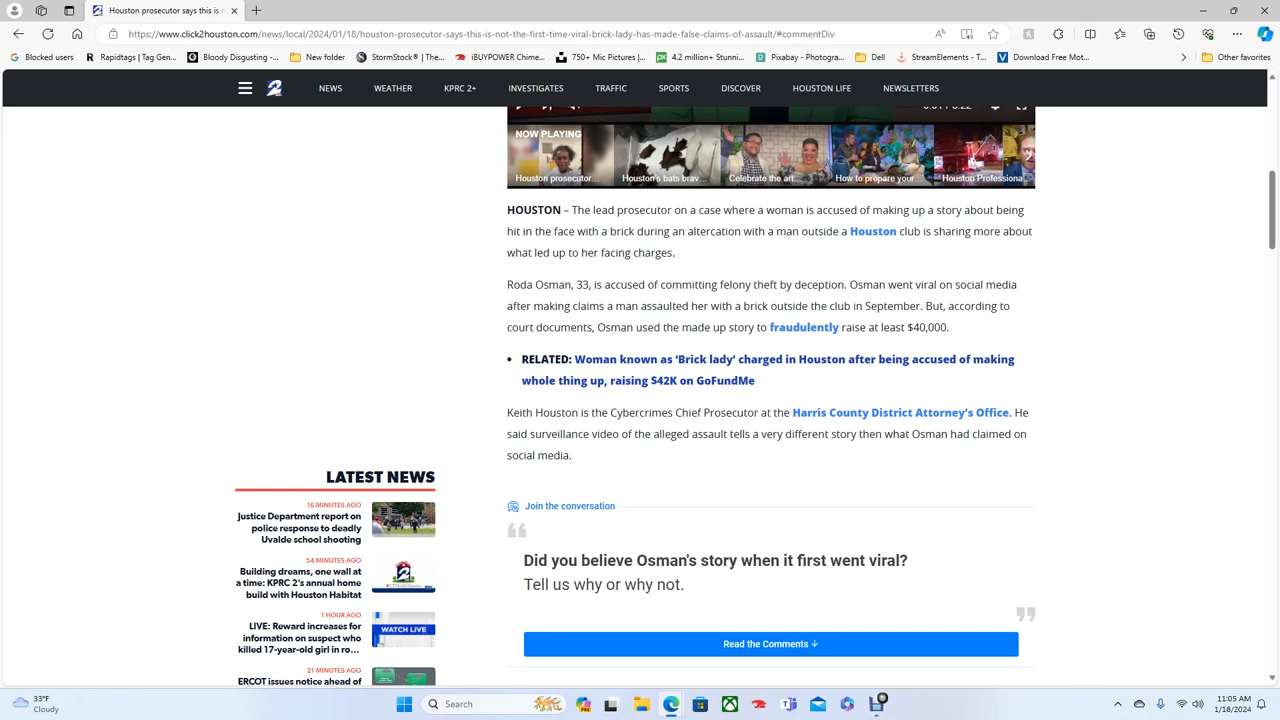 Houston prosecutor says this is n
https://www.click2houston.com/news/local/2024/01/18/houston-prosecutor-says-this-is-not-the-first-time-viral-brick-lady-has-made-false-claims-of-assault/#commentDiv
Blocked users
Rapidtags | Tag Gen...
Bloody Disgusting -...
New folder
StormStock® | The...
iBUYPOWER Chime...
750+ Mic Pictures |...
4.2 million+ Stunni...
Pixabay - Photogra...
Dell
StreamElements - T...
Download Free Mot...
Other favorites
NEWS
WEATHER
KPRC 2+
INVESTIGATES
TRAFFIC
SPORTS
DISCOVER
HOUSTON LIFE
NEWSLETTERS
NOW PLAYING
Houston prosecutor...
Houston's bats brav...
Celebrate the art...
How to prepare your...
Houston Professiona...
HOUSTON – The lead prosecutor on a case where a woman is accused of making up a story about being
hit in the face with a brick during an altercation with a man outside a Houston club is sharing more about
what led up to her facing charges.
Roda Osman, 33, is accused of committing felony theft by deception. Osman went viral on social media
after making claims a man assaulted her with a brick outside the club in September. But, according to
court documents, Osman used the made up story to fraudulently raise at least $40,000.
• RELATED: Woman known as ‘Brick lady’ charged in Houston after being accused of making
whole thing up, raising $42K on GoFundMe
Keith Houston is the Cybercrimes Chief Prosecutor at the Harris County District Attorney’s Office. He
said surveillance video of the alleged assault tells a very different story then what Osman had claimed on
social media.
LATEST NEWS
16 MINUTES AGO
Justice Department report on
police response to deadly
Uvalde school shooting
54 MINUTES AGO
Building dreams, one wall at
a time: KPRC 2's annual home
build with Houston Habitat
1 HOUR AGO
LIVE: Reward increases for
information on suspect who
killed 17-year-old girl in ro...
WATCH LIVE
21 MINUTES AGO
ERCOT issues notice ahead of
Join the conversation
Did you believe Osman's story when it first went viral?
Tell us why or why not.
Read the Comments ↓
33°F
Cloudy
Search
11:05 AM
1/18/2024